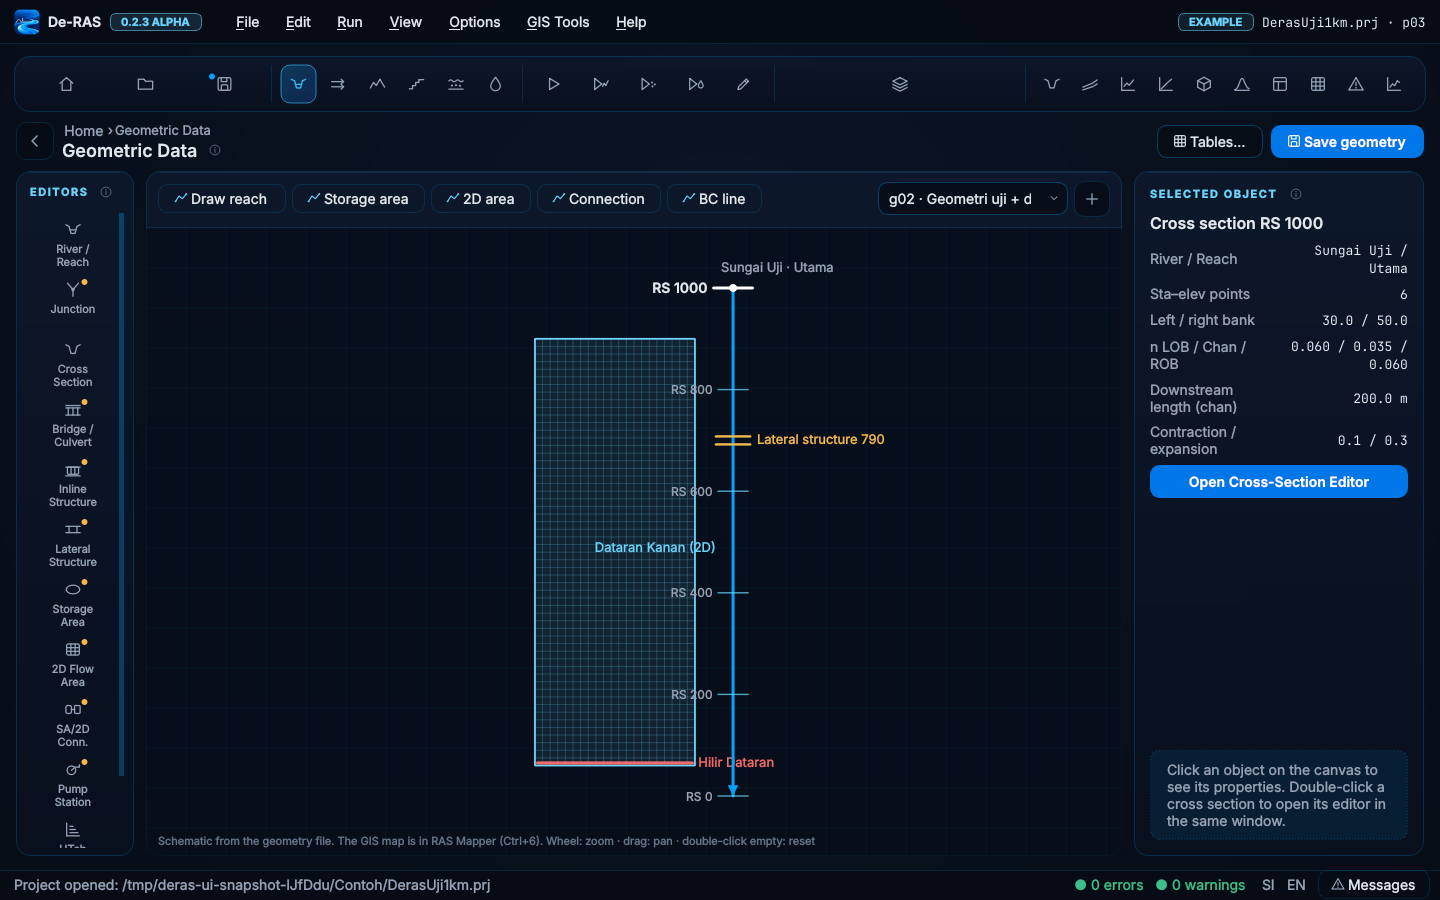 De-RAS 0.2.3 ALPHA File Edit Run View Options GIS Tools Help EXAMPLE DerasUji1km.prj · p03
Home › Geometric Data
Geometric Data
Tables... Save geometry
EDITORS
River /
Reach
Junction
Cross
Section
Bridge /
Culvert
Inline
Structure
Lateral
Structure
Storage
Area
2D Flow
Area
SA/2D
Conn.
Pump
Station
Draw reach Storage area 2D area Connection BC line g02 · Geometri uji + d
Sungai Uji · Utama
RS 1000
RS 800
Lateral structure 790
RS 600
Dataran Kanan (2D)
RS 400
RS 200
Hilir Dataran
RS 0
Schematic from the geometry file. The GIS map is in RAS Mapper (Ctrl+6). Wheel: zoom · drag: pan · double-click empty: reset
SELECTED OBJECT
Cross section RS 1000
River / Reach Sungai Uji /
Utama
Sta–elev points 6
Left / right bank 30.0 / 50.0
n LOB / Chan / 0.060 / 0.035 /
ROB 0.060
Downstream
length (chan) 200.0 m
Contraction /
expansion 0.1 / 0.3
Open Cross-Section Editor
Click an object on the canvas to
see its properties. Double-click a
cross section to open its editor in
the same window.
Project opened: /tmp/deras-ui-snapshot-IJfDdu/Contoh/DerasUji1km.prj 0 errors 0 warnings SI EN Messages